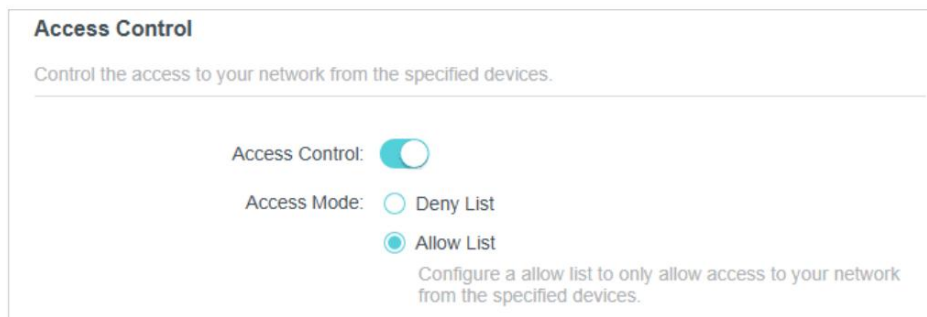 Access Control
Control the access to your network from the specified devices.
Access Control:
Access Mode: Deny List
Allow List
Configure a allow list to only allow access to your network
from the specified devices.